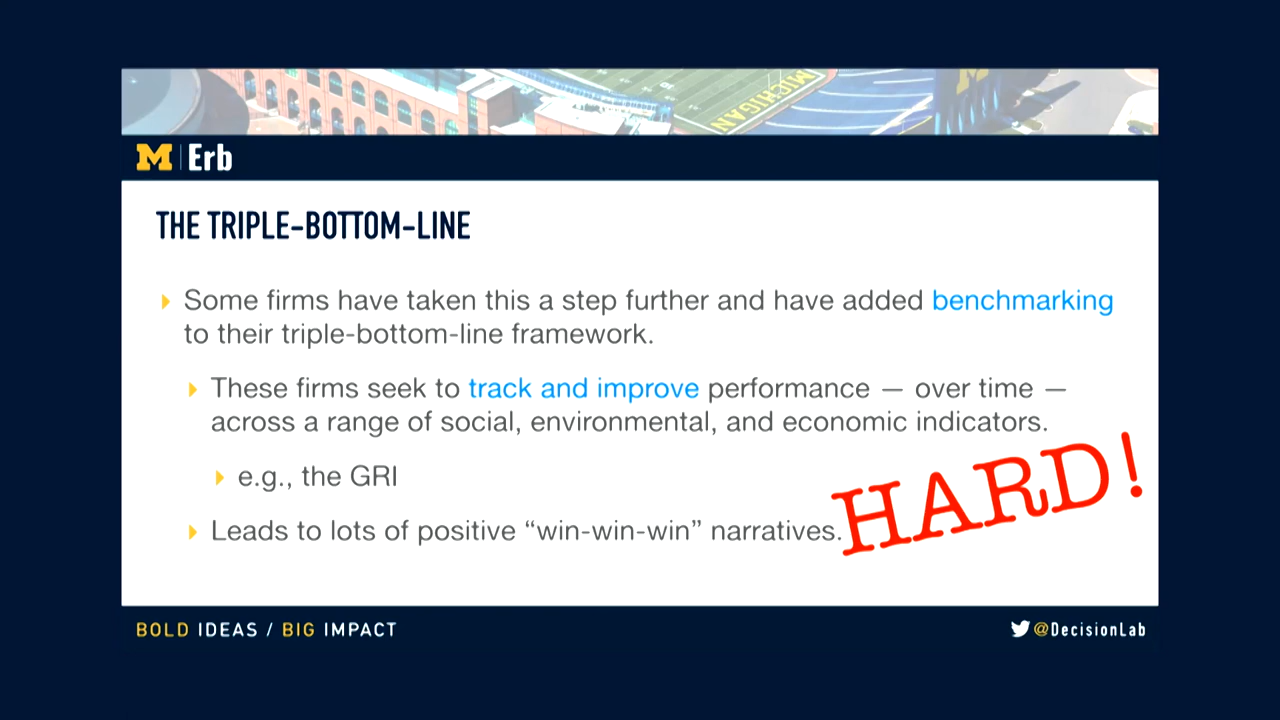 MICHIGAN
M
M | Erb
THE TRIPLE-BOTTOM-LINE
Some firms have taken this a step further and have added benchmarking
to their triple-bottom-line framework.
These firms seek to track and improve performance — over time —
across a range of social, environmental, and economic indicators.
e.g., the GRI
Leads to lots of positive “win-win-win” narratives.
HARD!
BOLD IDEAS / BIG IMPACT
@DecisionLab